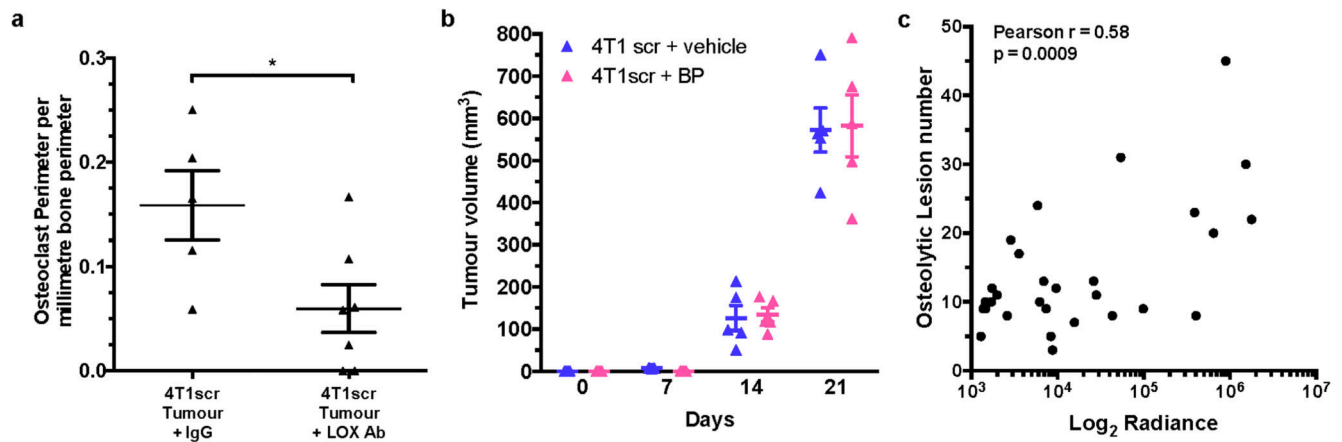 a
Osteoclast Perimeter per
millimetre bone perimeter
0.3
0.2
0.1
0.0
*
4T1scr
Tumour
+ IgG
4T1scr
Tumour
+ LOX Ab
b
Tumour volume (mm³)
800
700
600
500
400
300
200
100
0
4T1 scr + vehicle
4T1scr + BP
0
7
14
21
Days
c
Osteolytic Lesion number
50
40
30
20
10
0
Pearson r = 0.58
p = 0.0009
10³
10⁴
10⁵
10⁶
10⁷
Log₂ Radiance